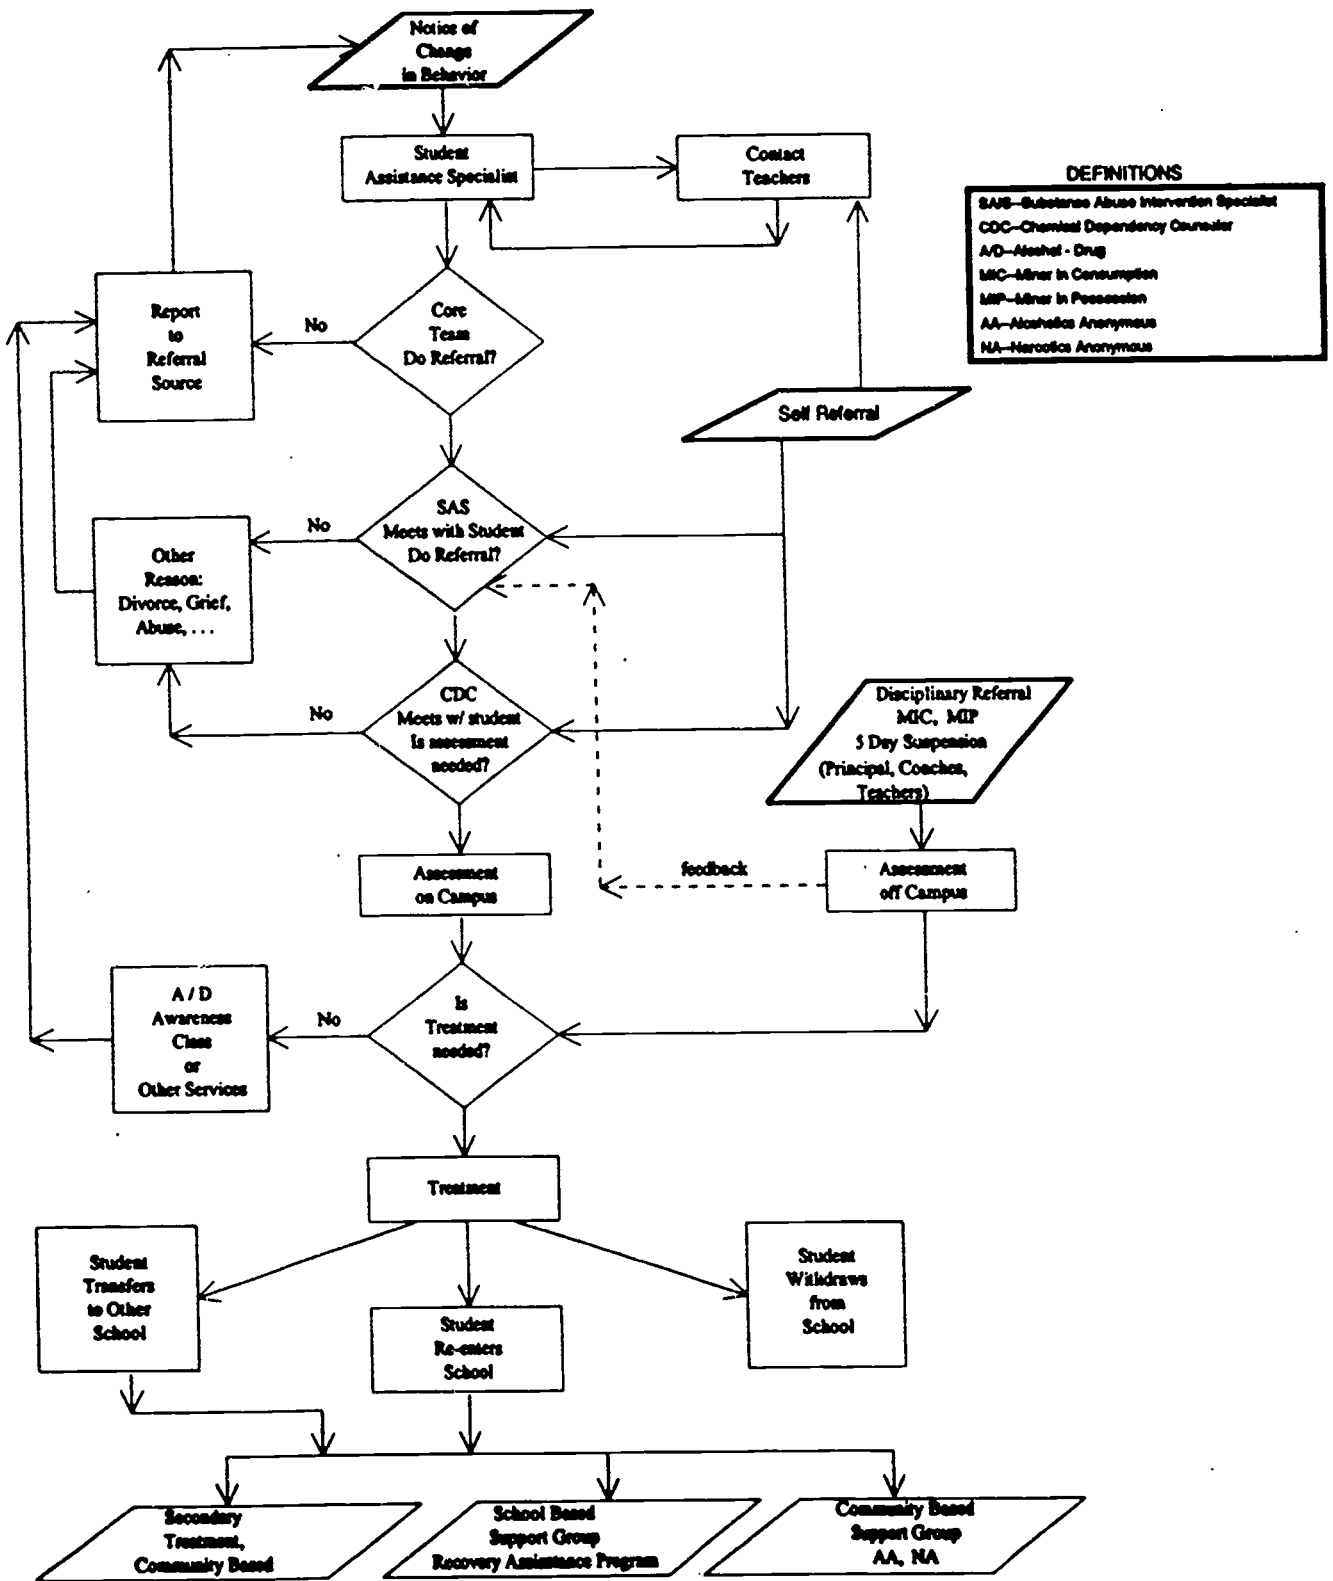 Notice of
Change
in Behavior
Student
Assistance Specialist
Contact
Teachers
DEFINITIONS
SAIS--Substance Abuse Intervention Specialist
CDC--Chemical Dependency Counselor
A/D--Alcohol - Drug
MIC--Minor in Consumption
MIP--Minor in Possession
AA--Alcoholics Anonymous
NA--Narcotics Anonymous
Report
to
Referral
Source
No
Core
Team
Do Referral?
Self Referral
SAS
Meets with Student
Do Referral?
No
Other
Reason:
Divorce, Grief,
Abuse, . . .
CDC
Meets w/ student
Is assessment
needed?
No
Disciplinary Referral
MIC, MIP
5 Day Suspension
(Principal, Coaches,
Teachers)
Assessment
on Campus
feedback
Assessment
off Campus
A / D
Awareness
Class
or
Other Services
No
Is
Treatment
needed?
Treatment
Student
Transfers
to Other
School
Student
Re-enters
School
Student
Withdraws
from
School
Secondary
Treatment,
Community Based
School Based
Support Group
Recovery Assistance Program
Community Based
Support Group
AA, NA